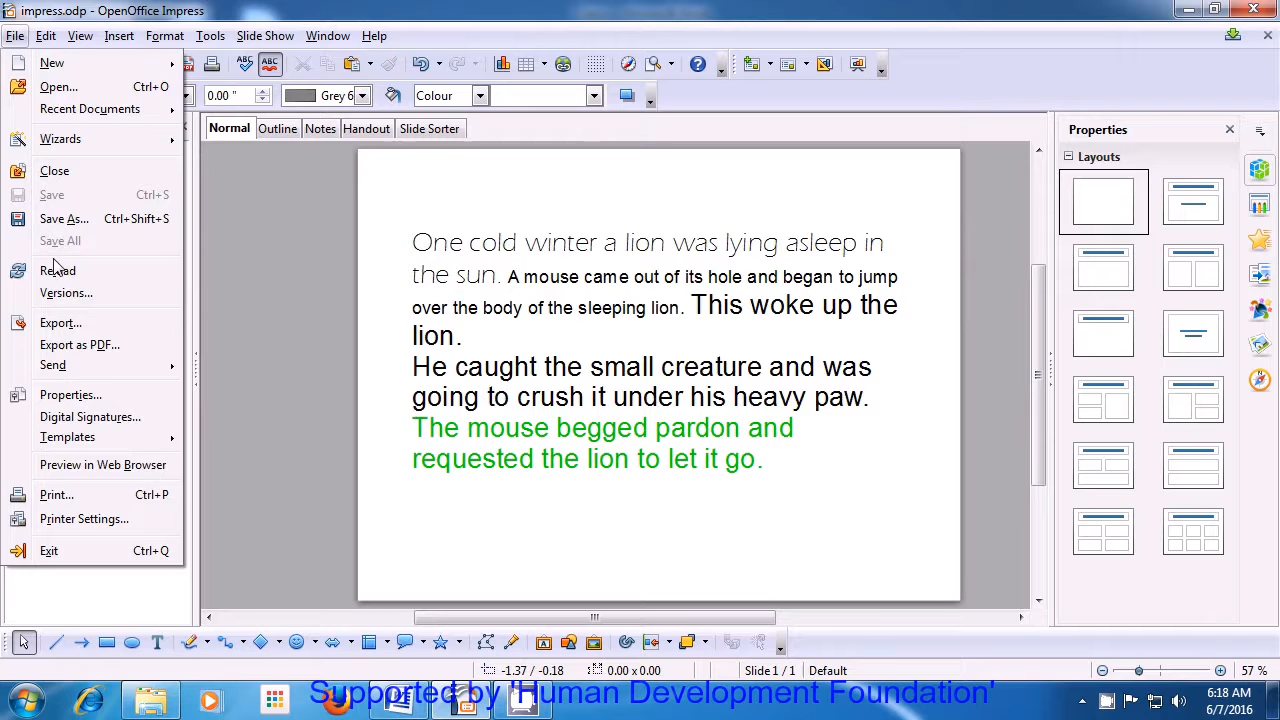 impress.odp - OpenOffice Impress
File Edit View Insert Format Tools Slide Show Window Help
New
Open... Ctrl+O
Recent Documents
Wizards
Close
Save Ctrl+S
Save As... Ctrl+Shift+S
Save All
Reload
Versions...
Export...
Export as PDF...
Send
Properties...
Digital Signatures...
Templates
Preview in Web Browser
Print... Ctrl+P
Printer Settings...
Exit Ctrl+Q
ABC ABC
0.00 " Grey 6 Colour
Normal Outline Notes Handout Slide Sorter
One cold winter a lion was lying asleep in
the sun. A mouse came out of its hole and began to jump
over the body of the sleeping lion. This woke up the
lion.
He caught the small creature and was
going to crush it under his heavy paw.
The mouse begged pardon and
requested the lion to let it go.
Properties
Layouts
-1.37 / -0.18 0.00 x 0.00 Slide 1 / 1 Default 57 %
Supported by 'Human Development Foundation'
6:18 AM
6/7/2016